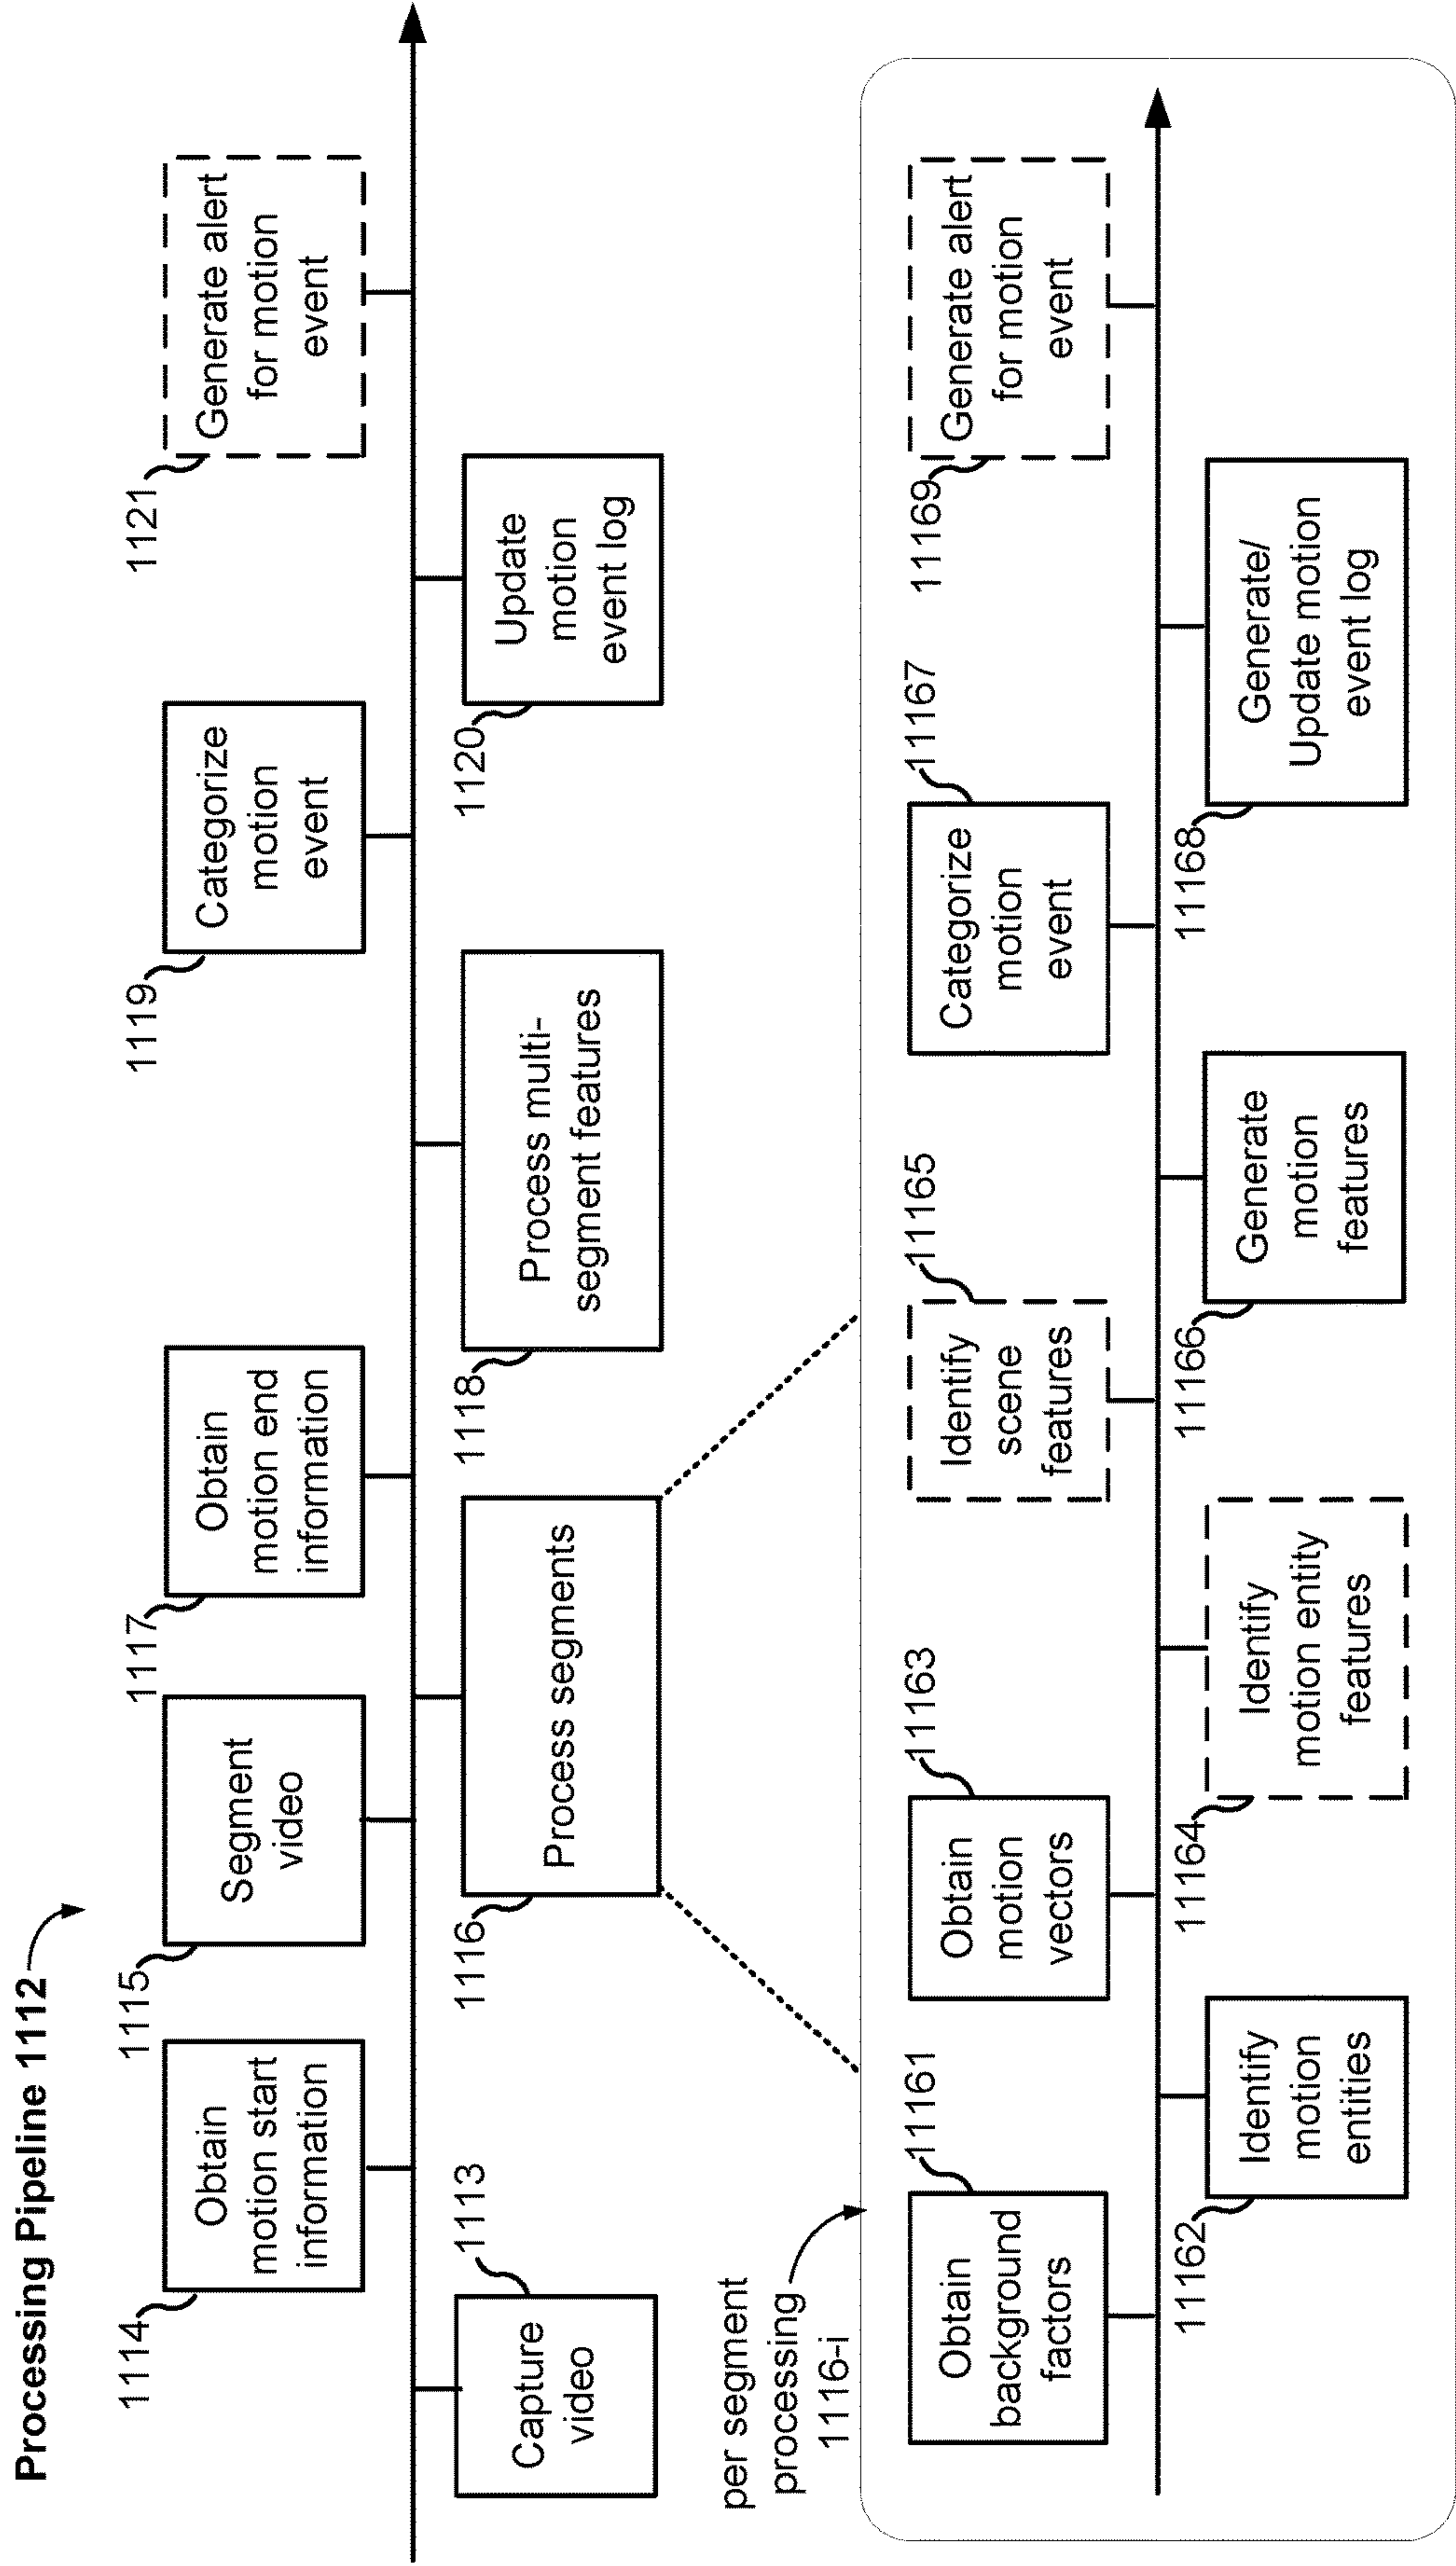 Processing Pipeline 1112
1114
Obtain
motion start
information
1115
Segment
video
1117
Obtain
motion end
information
1119
Categorize
motion
event
1121
Generate alert
for motion
event
1113
Capture
video
1116
Process segments
1118
Process multi-
segment features
1120
Update
motion
event log
per segment
processing
1116-i
11161
Obtain
background
factors
11163
Obtain
motion
vectors
11165
Identify
scene
features
11167
Categorize
motion
event
11169
Generate alert
for motion
event
11162
Identify
motion
entities
11164
Identify
motion entity
features
11166
Generate
motion
features
11168
Generate/
Update motion
event log